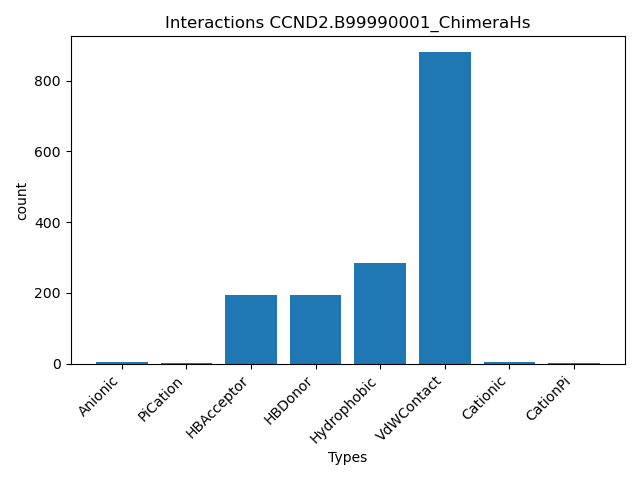 Interactions CCND2.B99990001_ChimeraHs
count
800
600
400
200
0
Anionic
PiCation
HBAcceptor
HBDonor
Hydrophobic
VdWContact
Cationic
CationPi
Types